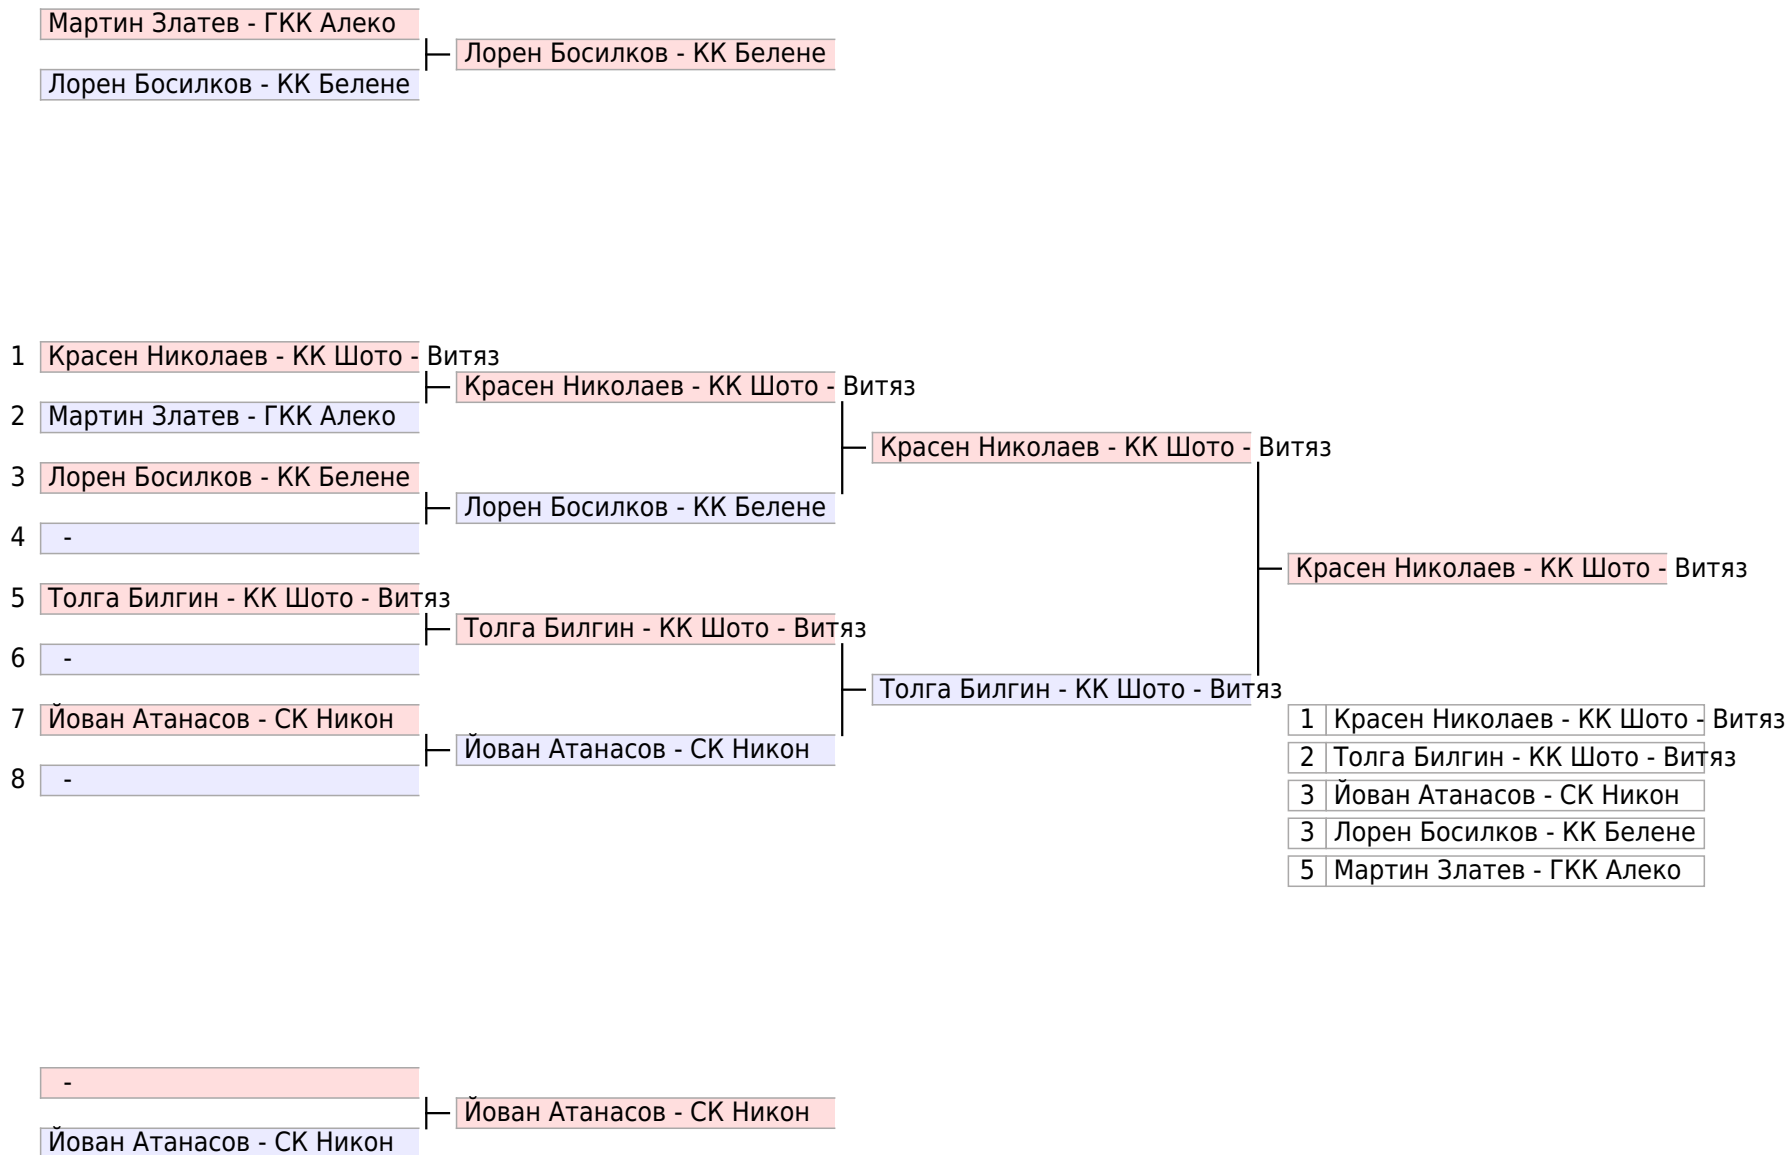 Мартин Златев - ГКК Алеко
Лорен Босилков - КК Белене
Лорен Босилков - КК Белене
1 Красен Николаев - КК Шото - Витяз
Красен Николаев - КК Шото - Витяз
2 Мартин Златев - ГКК Алеко
Красен Николаев - КК Шото - Витяз
3 Лорен Босилков - КК Белене
Лорен Босилков - КК Белене
4 -
Красен Николаев - КК Шото - Витяз
5 Толга Билгин - КК Шото - Витяз
Толга Билгин - КК Шото - Витяз
6 -
Толга Билгин - КК Шото - Витяз
7 Йован Атанасов - СК Никон
Йован Атанасов - СК Никон
8 -
1 Красен Николаев - КК Шото - Витяз
2 Толга Билгин - КК Шото - Витяз
3 Йован Атанасов - СК Никон
3 Лорен Босилков - КК Белене
5 Мартин Златев - ГКК Алеко
-
Йован Атанасов - СК Никон
Йован Атанасов - СК Никон